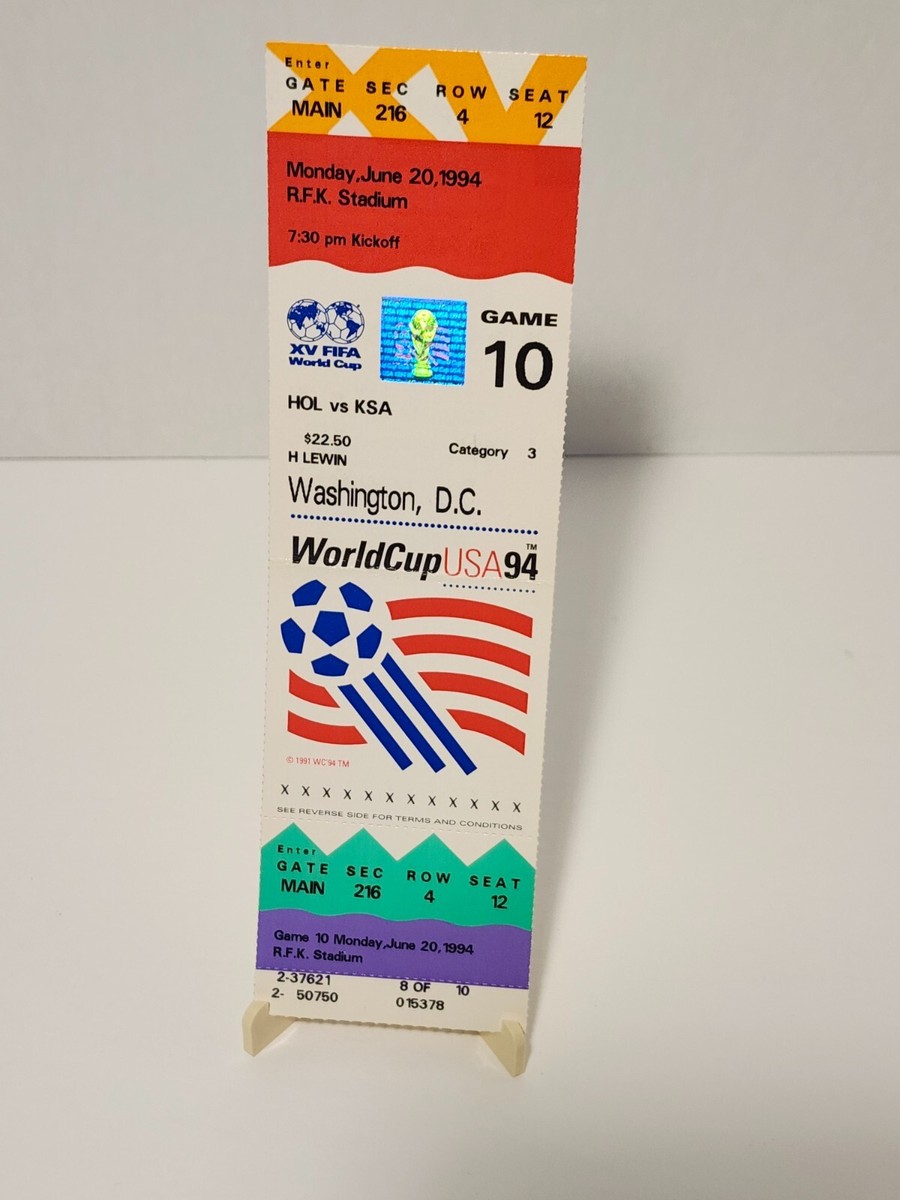 Enter
GATE SEC ROW SEAT
MAIN 216 4 12
Monday,June 20,1994
R.F.K. Stadium
7:30 pm Kickoff
XV FIFA
World Cup
GAME
10
HOL vs KSA
$22.50
H LEWIN
Category 3
Washington, D.C.
WorldCupUSA94™
© 1991 WC'94 TM
X X X X X X X X X X X X
SEE REVERSE SIDE FOR TERMS AND CONDITIONS
Enter
GATE SEC ROW SEAT
MAIN 216 4 12
Game 10 Monday,June 20,1994
R.F.K. Stadium
2-37621 8 OF 10
2- 50750 015378